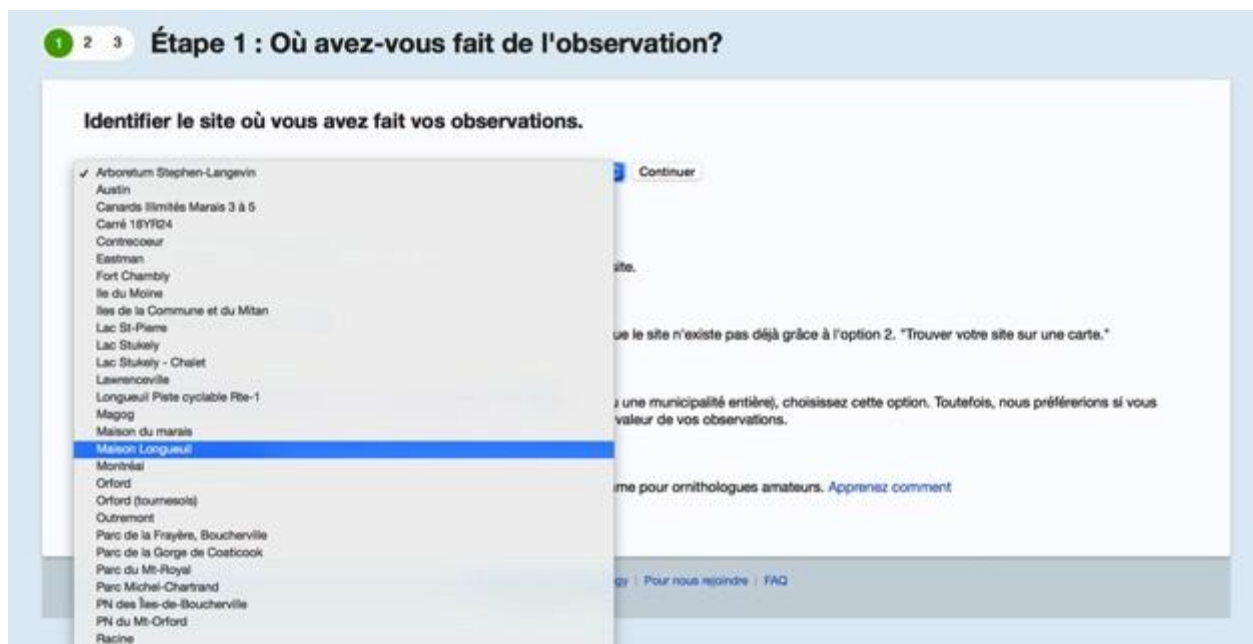 1 2 3 Étape 1 : Où avez-vous fait de l'observation?
Identifier le site où vous avez fait vos observations.
✓ Arboretum Stephen-Langevin
Continuer
Austin
Canards Illimités Marais 3 à 5
Carré 18YR24
Contrecoeur
Eastman
site.
Fort Chambly
Ile du Moine
Iles de la Commune et du Mitan
Lac St-Pierre
que le site n'existe pas déjà grâce à l'option 2. "Trouver votre site sur une carte."
Lac Stukely
Lac Stukely - Chalet
Lawrenceville
Longueuil Piste cyclable Rte-1
une municipalité entière), choisissez cette option. Toutefois, nous préférerions si vous
Magog
valeur de vos observations.
Maison du marais
Maison Longueuil
Montréal
Orford
pour ornithologues amateurs. Apprenez comment
Orford (tournesols)
Outremont
Parc de la Frayère, Boucherville
Parc de la Gorge de Coaticook
Parc du Mt-Royal
Pour nous rejoindre | FAQ
Parc Michel-Chartrand
PN des Îles-de-Boucherville
PN du Mt-Orford
Racine